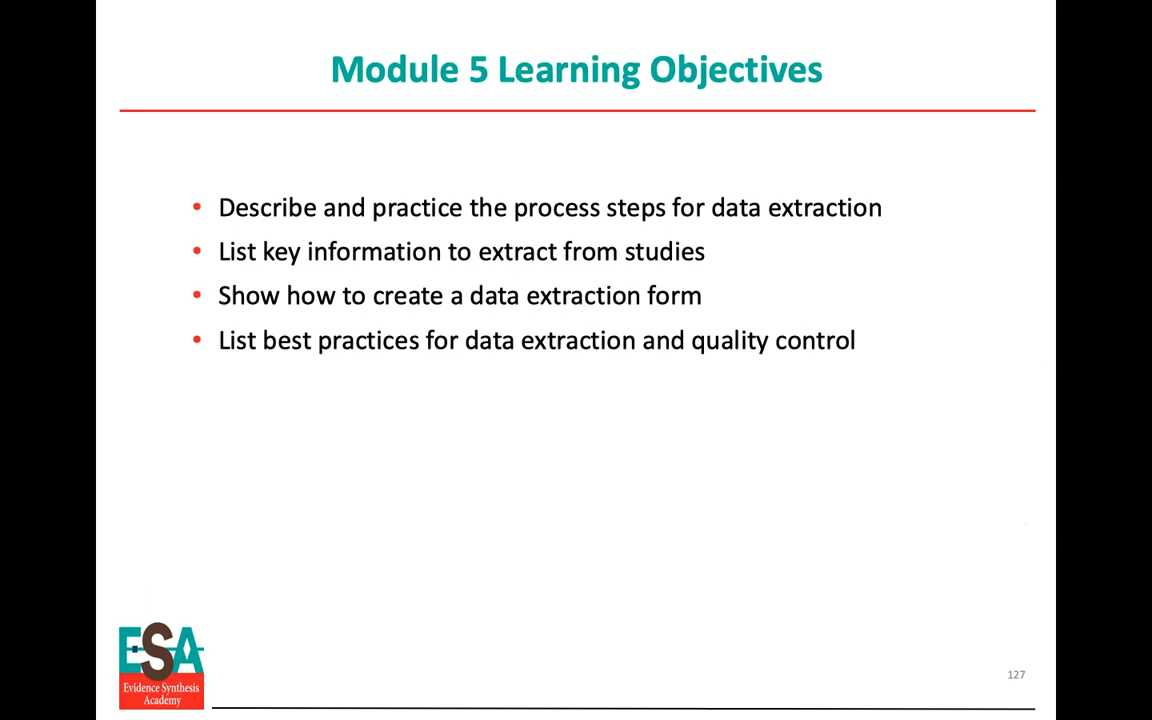 Module 5 Learning Objectives
• Describe and practice the process steps for data extraction
• List key information to extract from studies
• Show how to create a data extraction form
• List best practices for data extraction and quality control
ESA
Evidence Synthesis
Academy
127